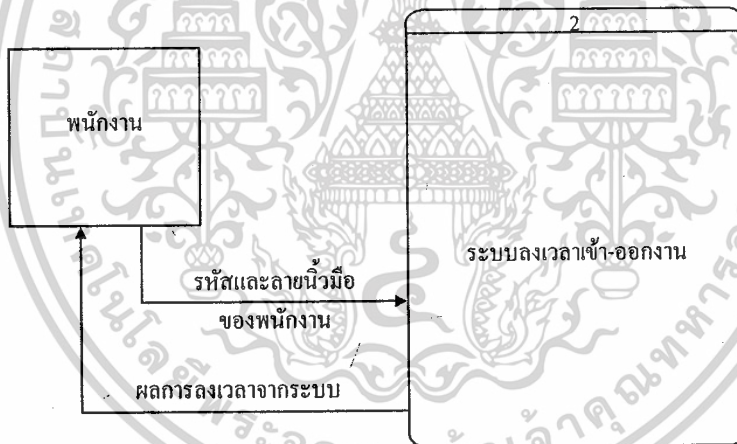 2
พนักงาน
ระบบลงเวลาเข้า-ออกงาน
รหัสและลายนิ้วมือ
ของพนักงาน
ผลการลงเวลาจากระบบ